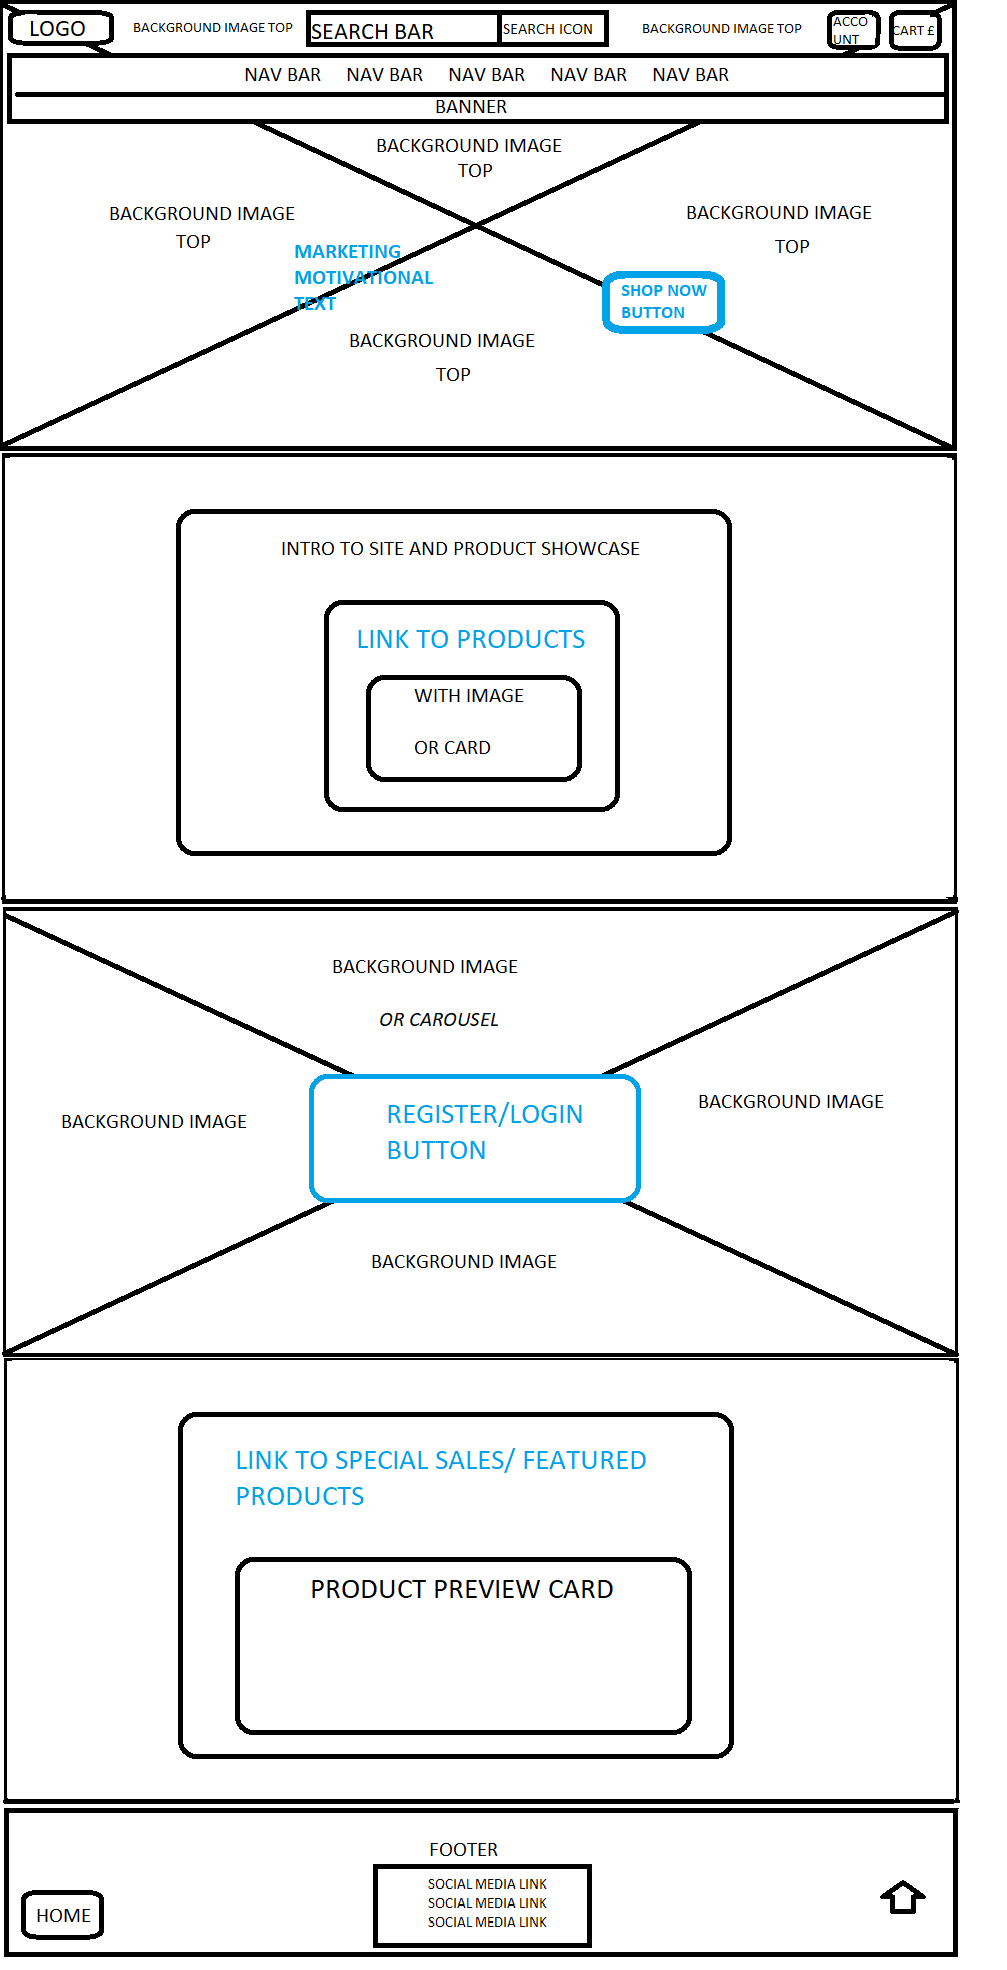 LOGO
BACKGROUND IMAGE TOP
SEARCH BAR
SEARCH ICON
BACKGROUND IMAGE TOP
ACCO
UNT
CART £
NAV BAR NAV BAR NAV BAR NAV BAR NAV BAR
BANNER
BACKGROUND IMAGE
TOP
BACKGROUND IMAGE
TOP
BACKGROUND IMAGE
TOP
MARKETING
MOTIVATIONAL
TEXT
SHOP NOW
BUTTON
BACKGROUND IMAGE
TOP
INTRO TO SITE AND PRODUCT SHOWCASE
LINK TO PRODUCTS
WITH IMAGE
OR CARD
BACKGROUND IMAGE
OR CAROUSEL
BACKGROUND IMAGE
REGISTER/LOGIN
BUTTON
BACKGROUND IMAGE
BACKGROUND IMAGE
LINK TO SPECIAL SALES/ FEATURED
PRODUCTS
PRODUCT PREVIEW CARD
FOOTER
SOCIAL MEDIA LINK
SOCIAL MEDIA LINK
SOCIAL MEDIA LINK
HOME